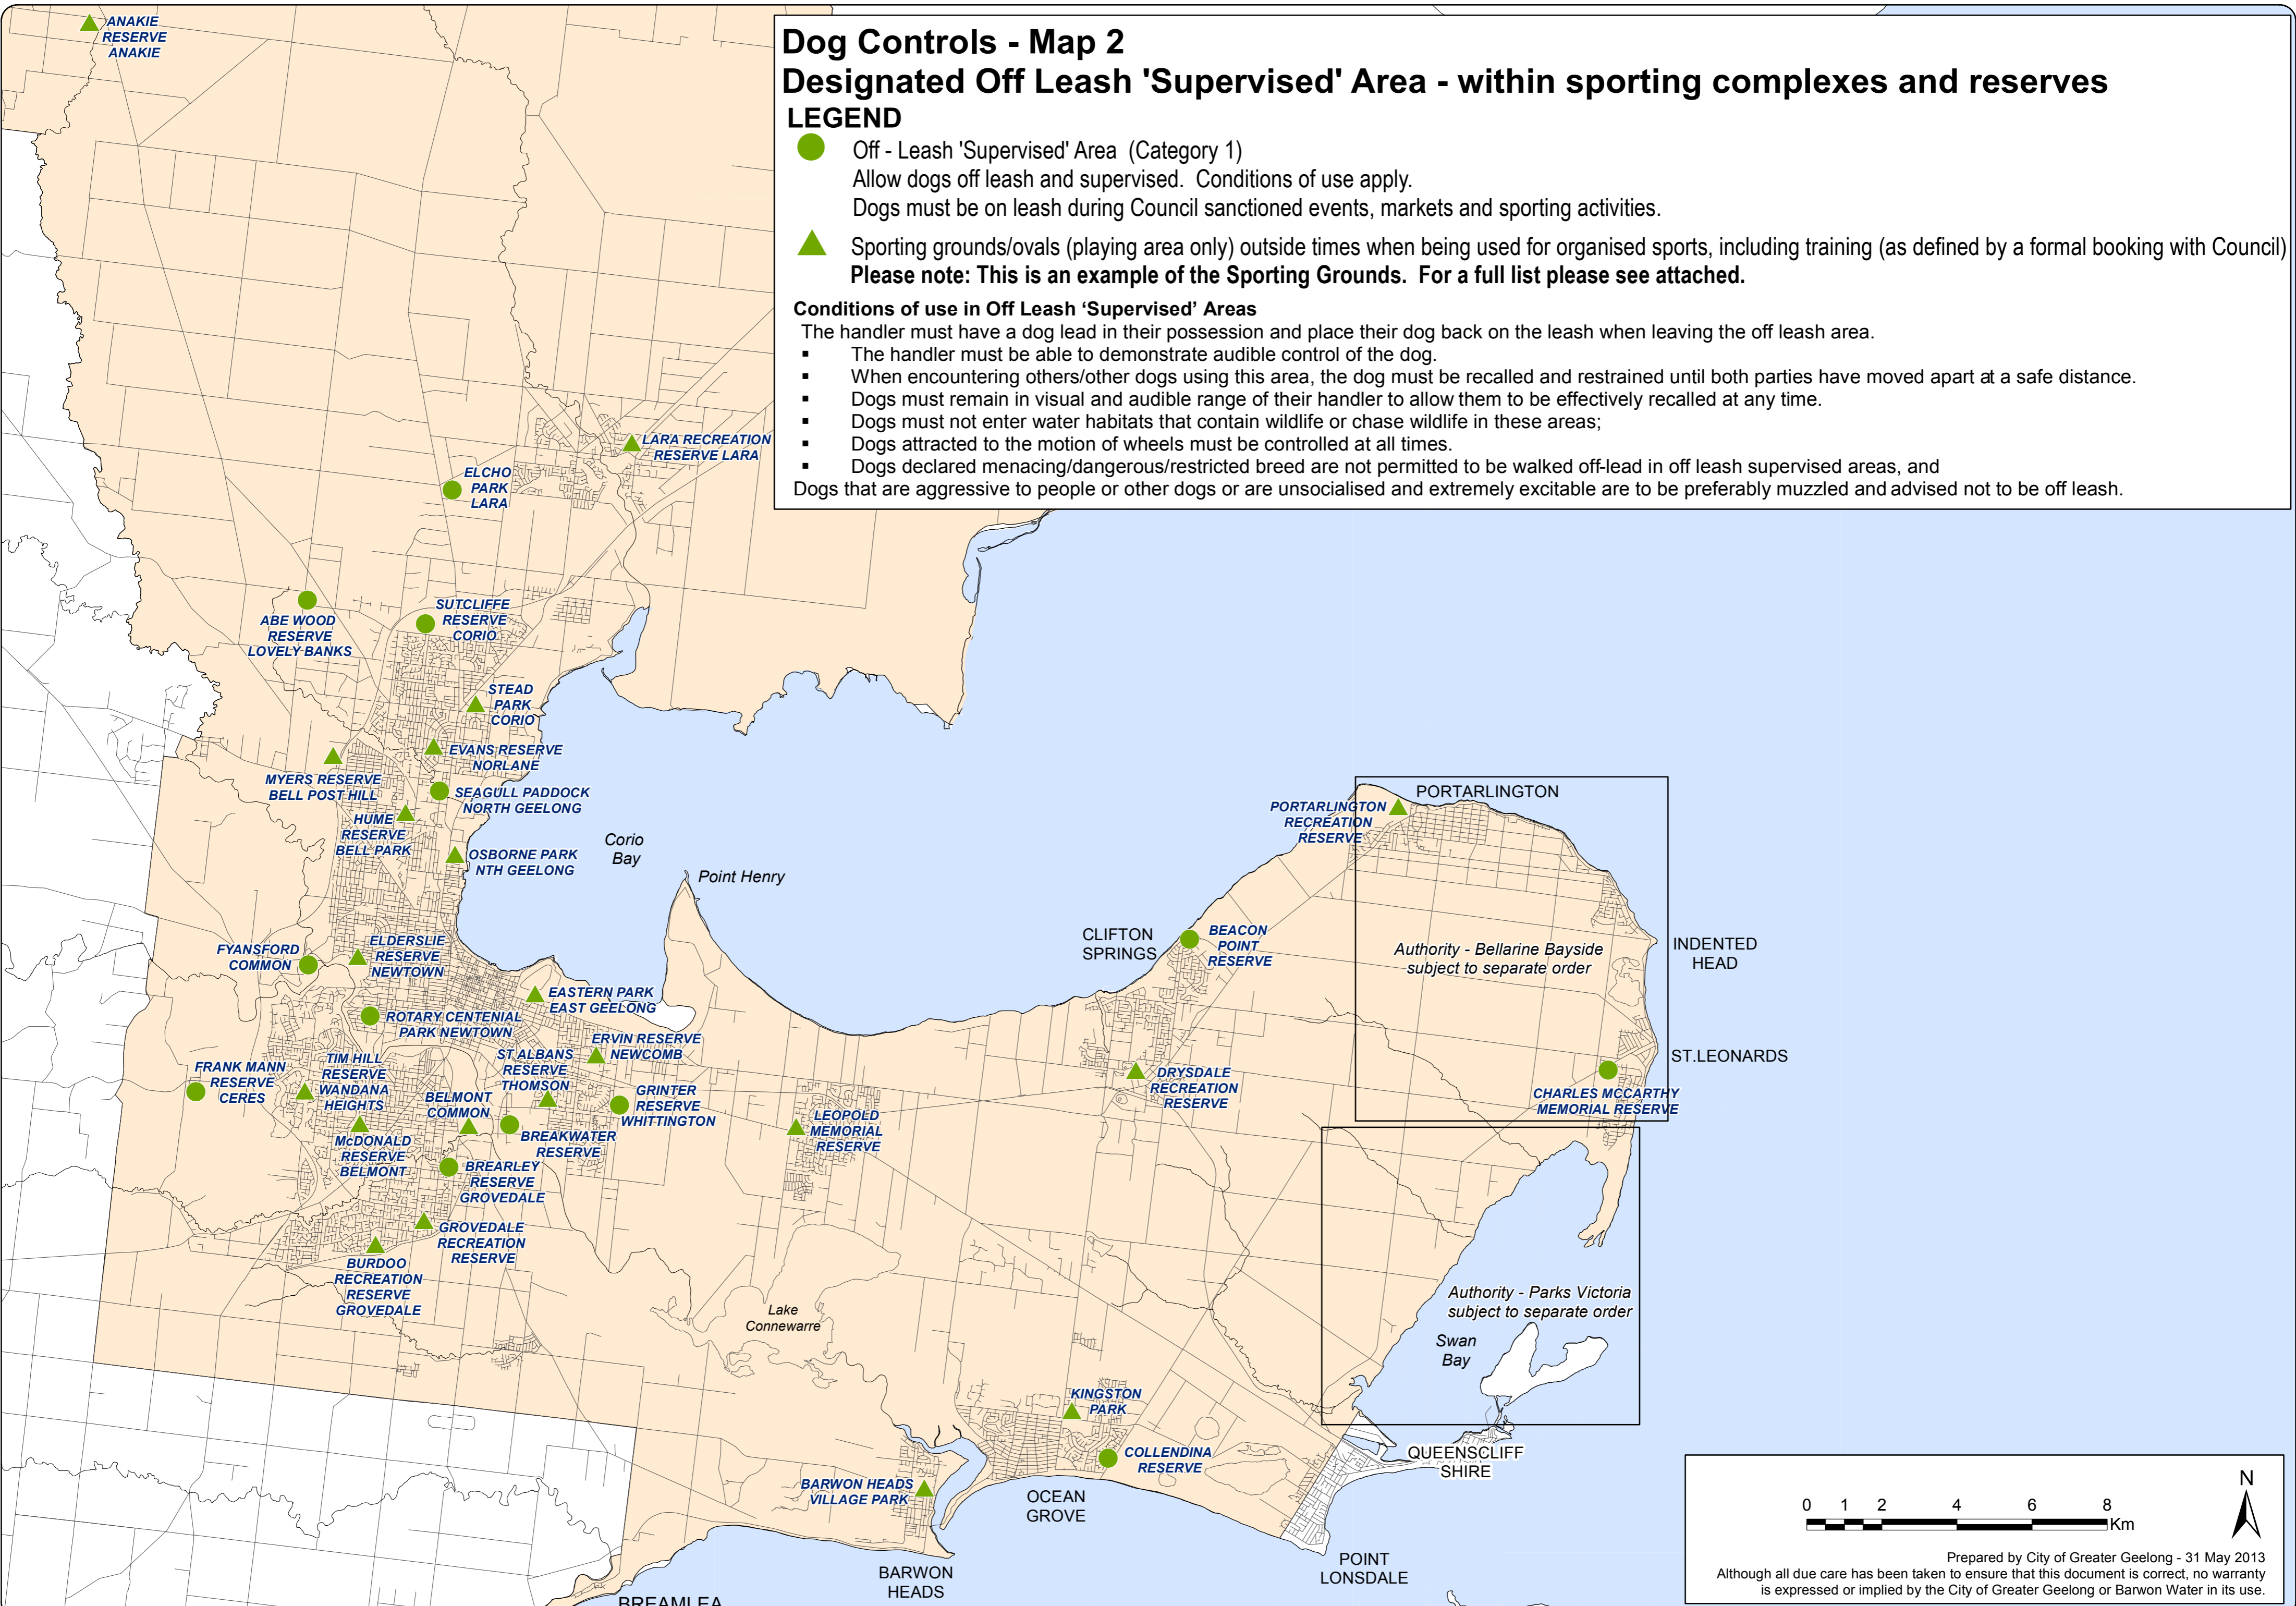 Dog Controls - Map 2
Designated Off Leash 'Supervised' Area - within sporting complexes and reserves
LEGEND
Off - Leash 'Supervised' Area (Category 1)
Allow dogs off leash and supervised. Conditions of use apply.
Dogs must be on leash during Council sanctioned events, markets and sporting activities.
Sporting grounds/ovals (playing area only) outside times when being used for organised sports, including training (as defined by a formal booking with Council)
Please note: This is an example of the Sporting Grounds. For a full list please see attached.
Conditions of use in Off Leash ‘Supervised’ Areas
The handler must have a dog lead in their possession and place their dog back on the leash when leaving the off leash area.
▪ The handler must be able to demonstrate audible control of the dog.
▪ When encountering others/other dogs using this area, the dog must be recalled and restrained until both parties have moved apart at a safe distance.
▪ Dogs must remain in visual and audible range of their handler to allow them to be effectively recalled at any time.
▪ Dogs must not enter water habitats that contain wildlife or chase wildlife in these areas;
▪ Dogs attracted to the motion of wheels must be controlled at all times.
▪ Dogs declared menacing/dangerous/restricted breed are not permitted to be walked off-lead in off leash supervised areas, and
Dogs that are aggressive to people or other dogs or are unsocialised and extremely excitable are to be preferably muzzled and advised not to be off leash.
ANAKIE
RESERVE
ANAKIE
LARA RECREATION
RESERVE LARA
ELCHO
PARK
LARA
ABE WOOD
RESERVE
LOVELY BANKS
SUTCLIFFE
RESERVE
CORIO
STEAD
PARK
CORIO
EVANS RESERVE
NORLANE
MYERS RESERVE
BELL POST HILL
SEAGULL PADDOCK
NORTH GEELONG
HUME
RESERVE
BELL PARK
OSBORNE PARK
NTH GEELONG
Corio
Bay
Point Henry
PORTARLINGTON
RECREATION
RESERVE
PORTARLINGTON
CLIFTON
SPRINGS
BEACON
POINT
RESERVE
Authority - Bellarine Bayside
subject to separate order
INDENTED
HEAD
FYANSFORD
COMMON
ELDERSLIE
RESERVE
NEWTOWN
EASTERN PARK
EAST GEELONG
ROTARY CENTENIAL
PARK NEWTOWN
ERVIN RESERVE
NEWCOMB
ST ALBANS
RESERVE
THOMSON
FRANK MANN
RESERVE
CERES
TIM HILL
RESERVE
WANDANA
HEIGHTS
BELMONT
COMMON
GRINTER
RESERVE
WHITTINGTON
ST.LEONARDS
DRYSDALE
RECREATION
RESERVE
CHARLES MCCARTHY
MEMORIAL RESERVE
LEOPOLD
MEMORIAL
RESERVE
McDONALD
RESERVE
BELMONT
BREAKWATER
RESERVE
BREARLEY
RESERVE
GROVEDALE
GROVEDALE
RECREATION
RESERVE
BURDOO
RECREATION
RESERVE
GROVEDALE
Lake
Connewarre
Authority - Parks Victoria
subject to separate order
Swan
Bay
KINGSTON
PARK
COLLENDINA
RESERVE
QUEENSCLIFF
SHIRE
BARWON HEADS
VILLAGE PARK
OCEAN
GROVE
POINT
LONSDALE
BARWON
HEADS
BREAMLEA
0 1 2 4 6 8
Km
N
Prepared by City of Greater Geelong - 31 May 2013
Although all due care has been taken to ensure that this document is correct, no warranty
is expressed or implied by the City of Greater Geelong or Barwon Water in its use.